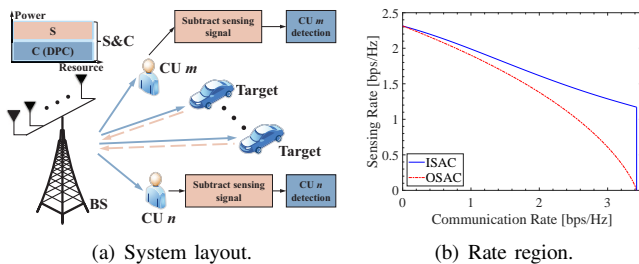 Power
S
C (DPC)
S&C
Resource
Subtract sensing
signal
CU m
detection
CU m
Target
Target
BS
CU n
Subtract sensing
signal
CU n
detection
(a) System layout.
Sensing Rate [bps/Hz]
2.5
2
1.5
1
0.5
0
ISAC
OSAC
0
1
2
3
Communication Rate [bps/Hz]
(b) Rate region.